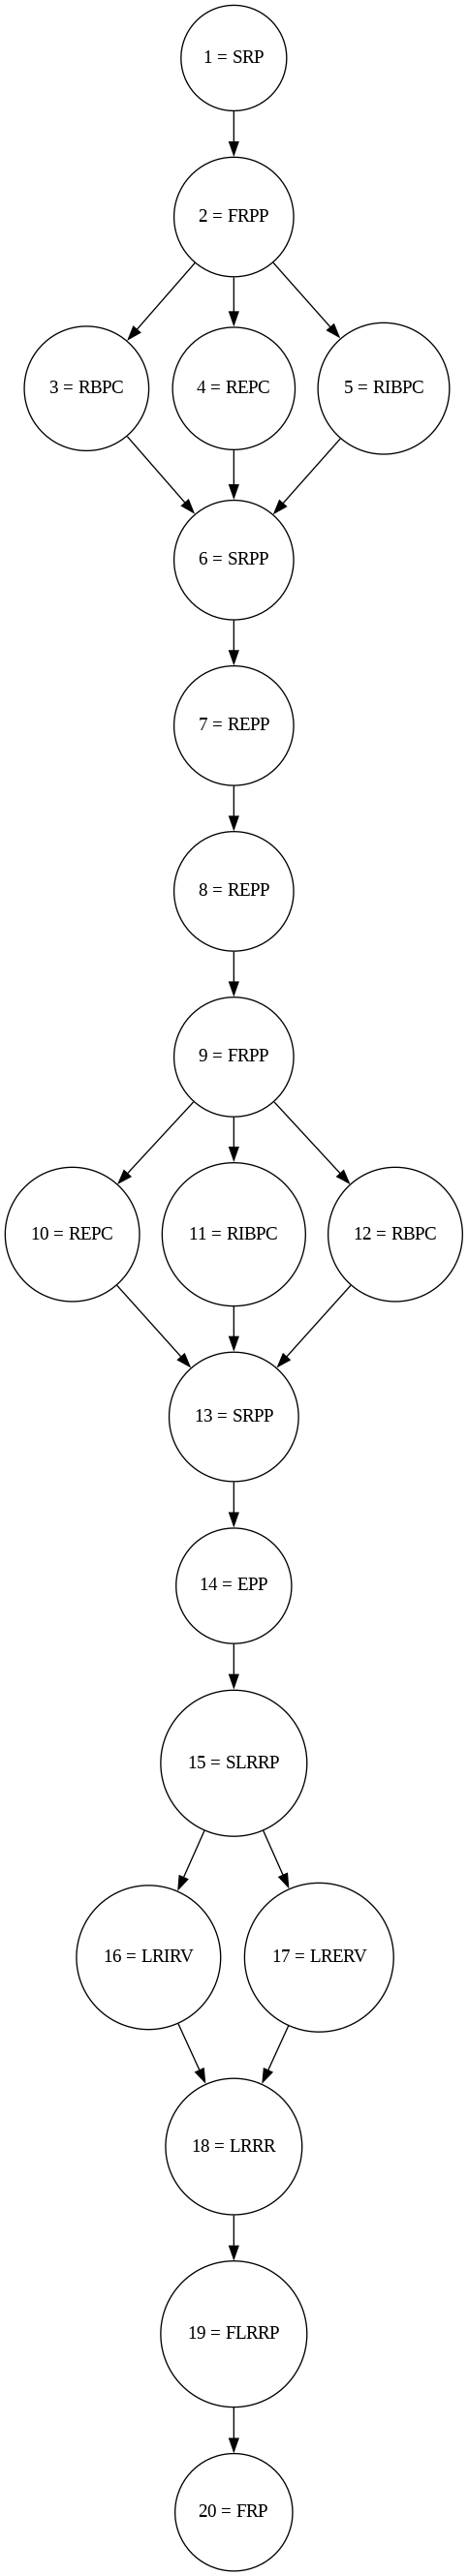 1 = SRP
2 = FRPP
3 = RBPC
4 = REPC
5 = RIBPC
6 = SRPP
7 = REPP
8 = REPP
9 = FRPP
10 = REPC
11 = RIBPC
12 = RBPC
13 = SRPP
14 = EPP
15 = SLRRP
16 = LRIRV
17 = LRERV
18 = LRRR
19 = FLRRP
20 = FRP